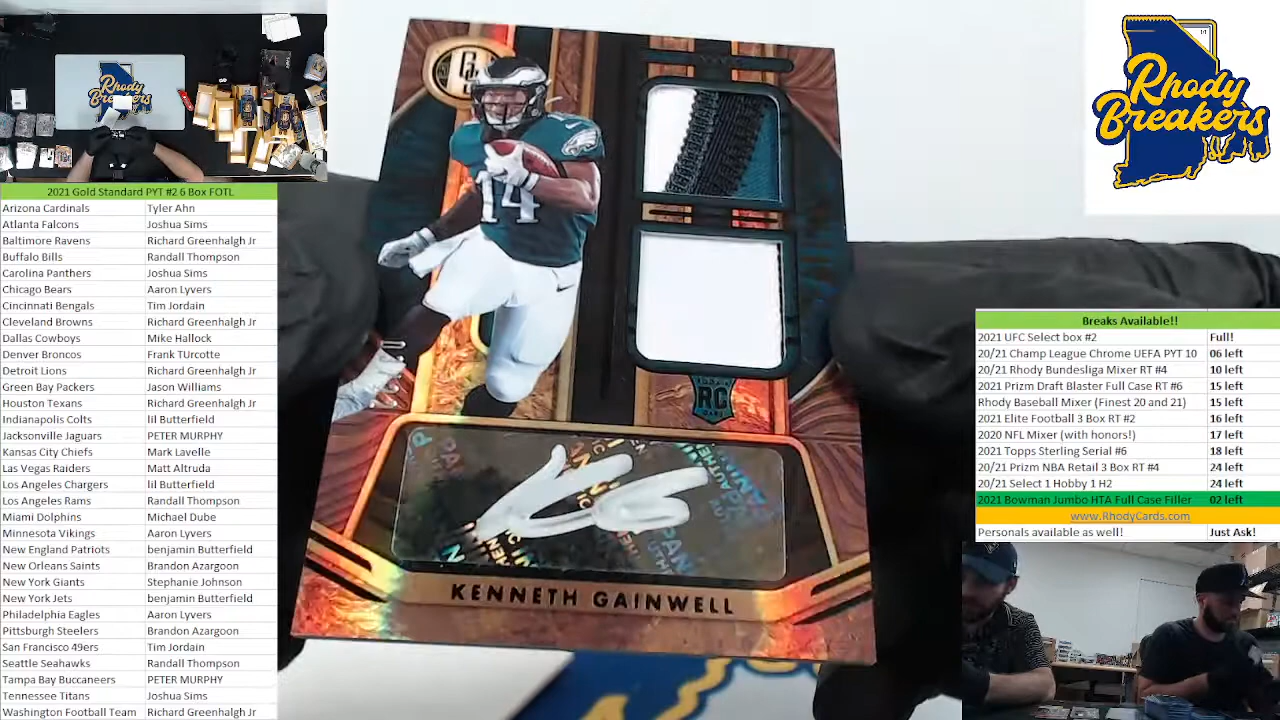 2021 Gold Standard PYT #2 6 Box FOTL
Arizona Cardinals Tyler Ahn
Atlanta Falcons Joshua Sims
Baltimore Ravens Richard Greenhalgh Jr
Buffalo Bills Randall Thompson
Carolina Panthers Joshua Sims
Chicago Bears Aaron Lyvers
Cincinnati Bengals Tim Jordain
Cleveland Browns Richard Greenhalgh Jr
Dallas Cowboys Mike Hallock
Denver Broncos Frank TUrcotte
Detroit Lions Richard Greenhalgh Jr
Green Bay Packers Jason Williams
Houston Texans Richard Greenhalgh Jr
Indianapolis Colts lil Butterfield
Jacksonville Jaguars PETER MURPHY
Kansas City Chiefs Mark Lavelle
Las Vegas Raiders Matt Altruda
Los Angeles Chargers lil Butterfield
Los Angeles Rams Randall Thompson
Miami Dolphins Michael Dube
Minnesota Vikings Aaron Lyvers
New England Patriots benjamin Butterfield
New Orleans Saints Brandon Azargoon
New York Giants Stephanie Johnson
New York Jets benjamin Butterfield
Philadelphia Eagles Aaron Lyvers
Pittsburgh Steelers Brandon Azargoon
San Francisco 49ers Tim Jordain
Seattle Seahawks Randall Thompson
Tampa Bay Buccaneers PETER MURPHY
Tennessee Titans Joshua Sims
Washington Football Team Richard Greenhalgh Jr
Rhody
Breakers
14
RC
KENNETH GAINWELL
Rhody
Breakers
Breaks Available!!
2021 UFC Select box #2 Full!
20/21 Champ League Chrome UEFA PYT 10 06 left
20/21 Rhody Bundesliga Mixer RT #4 10 left
2021 Prizm Draft Blaster Full Case RT #6 15 left
Rhody Baseball Mixer (Finest 20 and 21) 15 left
2021 Elite Football 3 Box RT #2 16 left
2020 NFL Mixer (with honors!) 17 left
2021 Topps Sterling Serial #6 18 left
20/21 Prizm NBA Retail 3 Box RT #4 24 left
20/21 Select 1 Hobby 1 H2 24 left
2021 Bowman Jumbo HTA Full Case Filler 02 left
www.RhodyCards.com
Personals available as well! Just Ask!